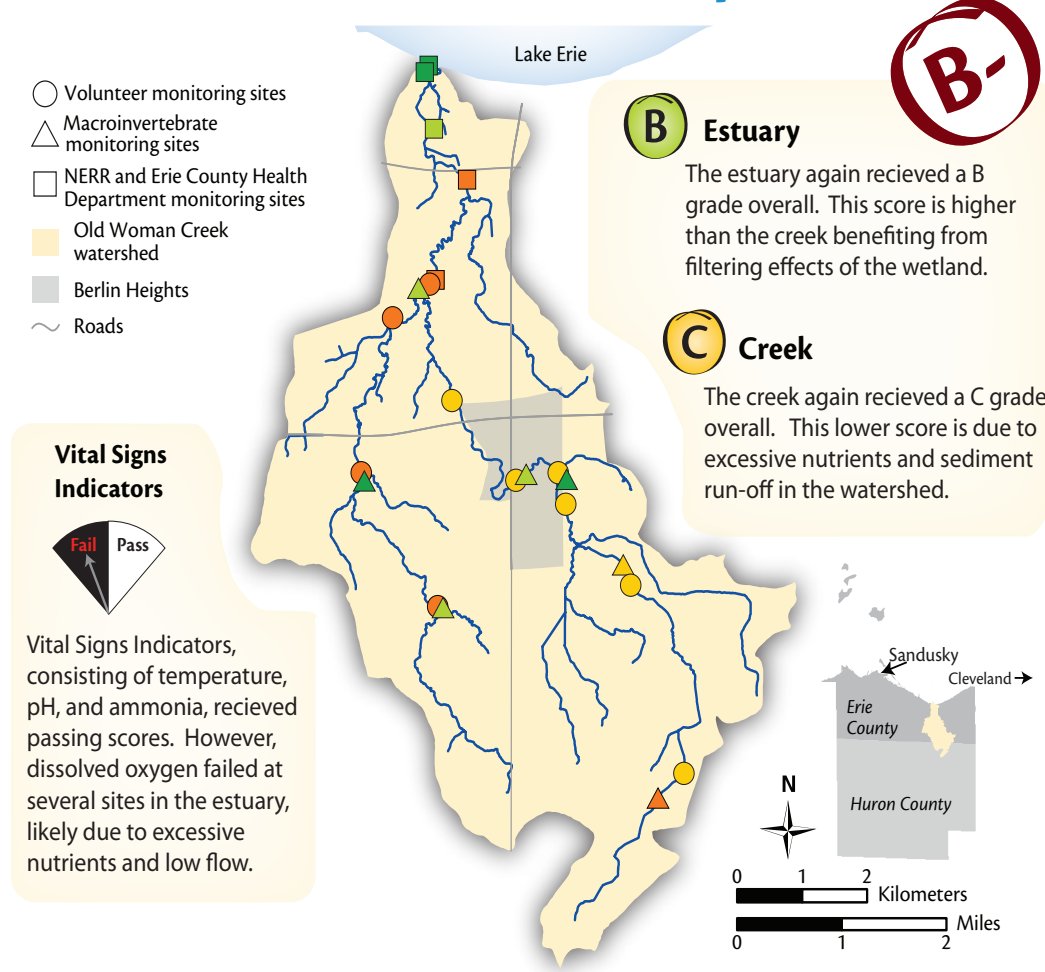 Lake Erie
B-
Volunteer monitoring sites
Macroinvertebrate
monitoring sites
NERR and Erie County Health
Department monitoring sites
Old Woman Creek
watershed
Berlin Heights
Roads
B
Estuary
The estuary again recieved a B
grade overall. This score is higher
than the creek benefiting from
filtering effects of the wetland.
C
Creek
The creek again recieved a C grade
overall. This lower score is due to
excessive nutrients and sediment
run-off in the watershed.
Vital Signs
Indicators
Fail Pass
Vital Signs Indicators,
consisting of temperature,
pH, and ammonia, recieved
passing scores. However,
dissolved oxygen failed at
several sites in the estuary,
likely due to excessive
nutrients and low flow.
Sandusky
Cleveland
Erie
County
Huron County
N
0 1 2
Kilometers
Miles
0 1 2